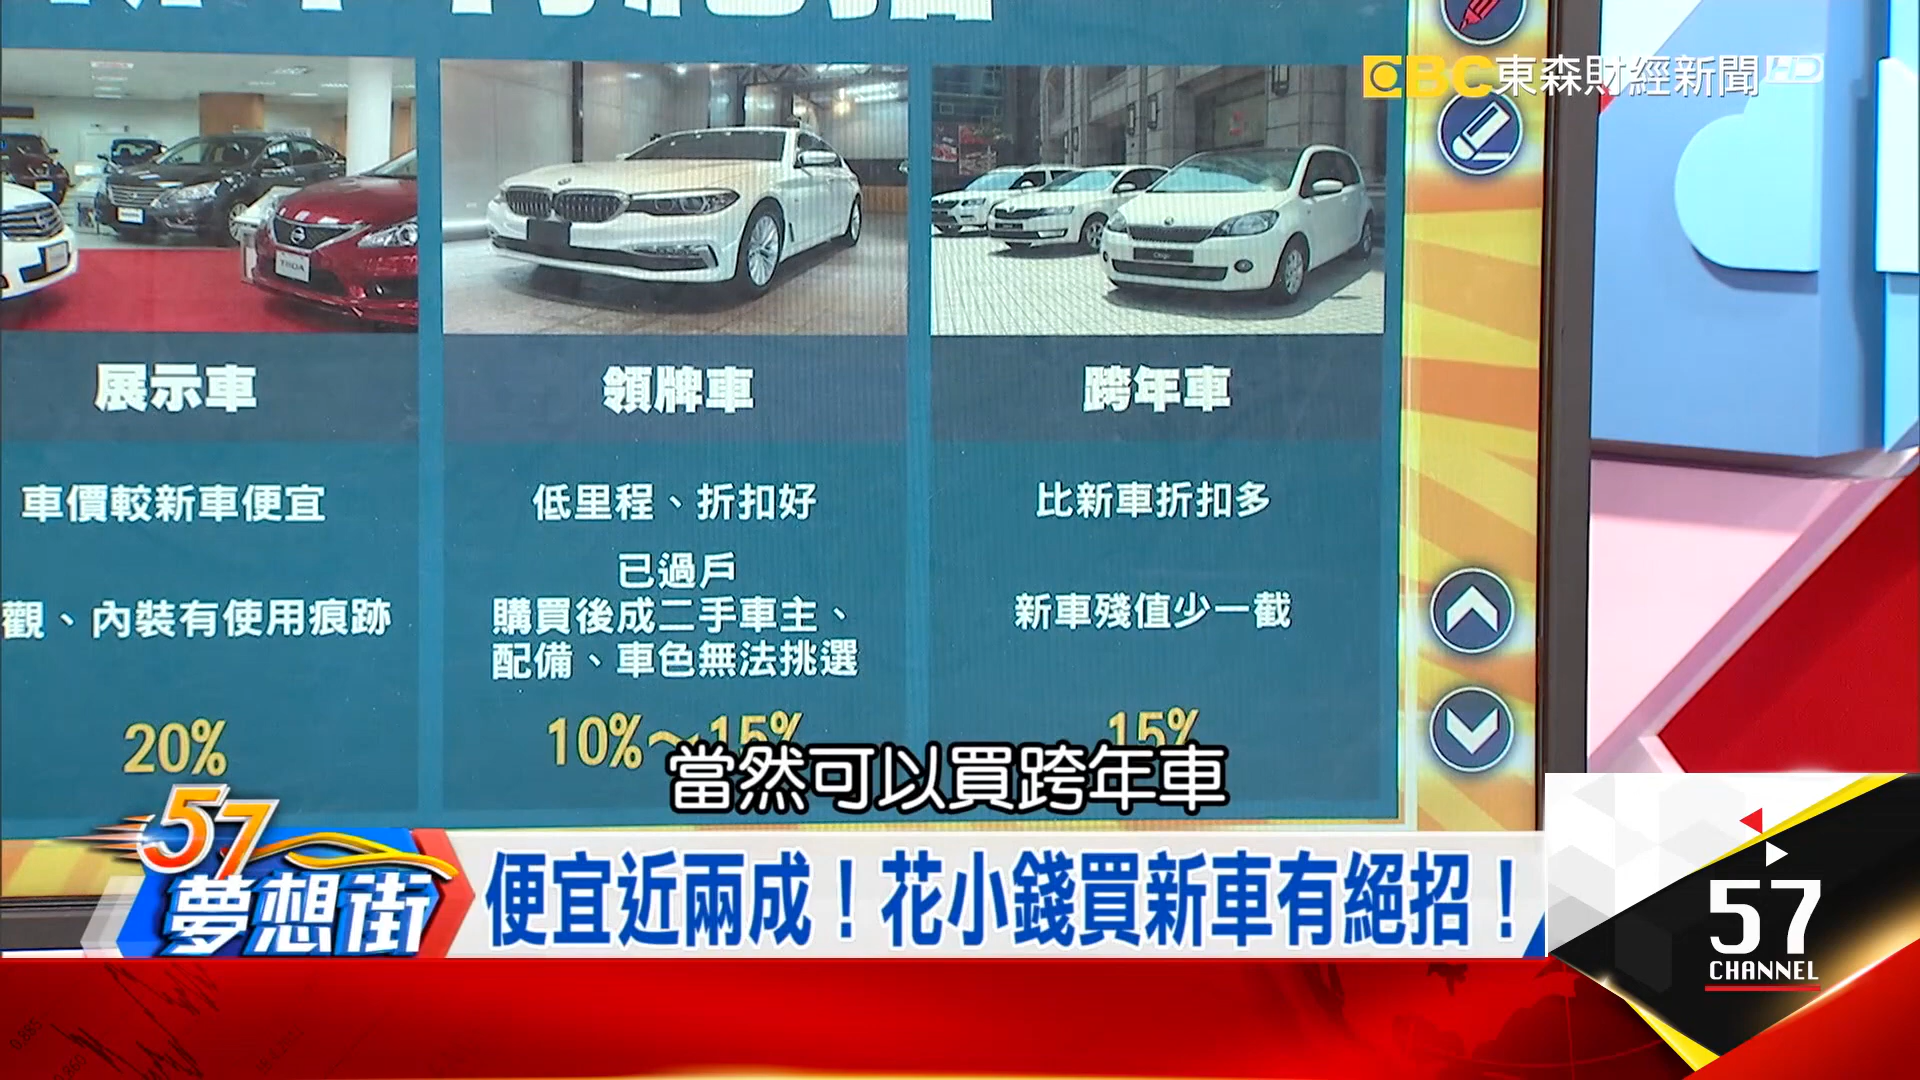 EBC東森財經新聞HD
TIIDA
Citigo
展示車
領牌車
跨年車
車價較新車便宜
低里程、折扣好
比新車折扣多
觀、內裝有使用痕跡
已過戶
購買後成二手車主、
配備、車色無法挑選
新車殘值少一截
20%
10%～15%
15%
當然可以買跨年車
57
夢想街
便宜近兩成！花小錢買新車有絕招！
57
CHANNEL